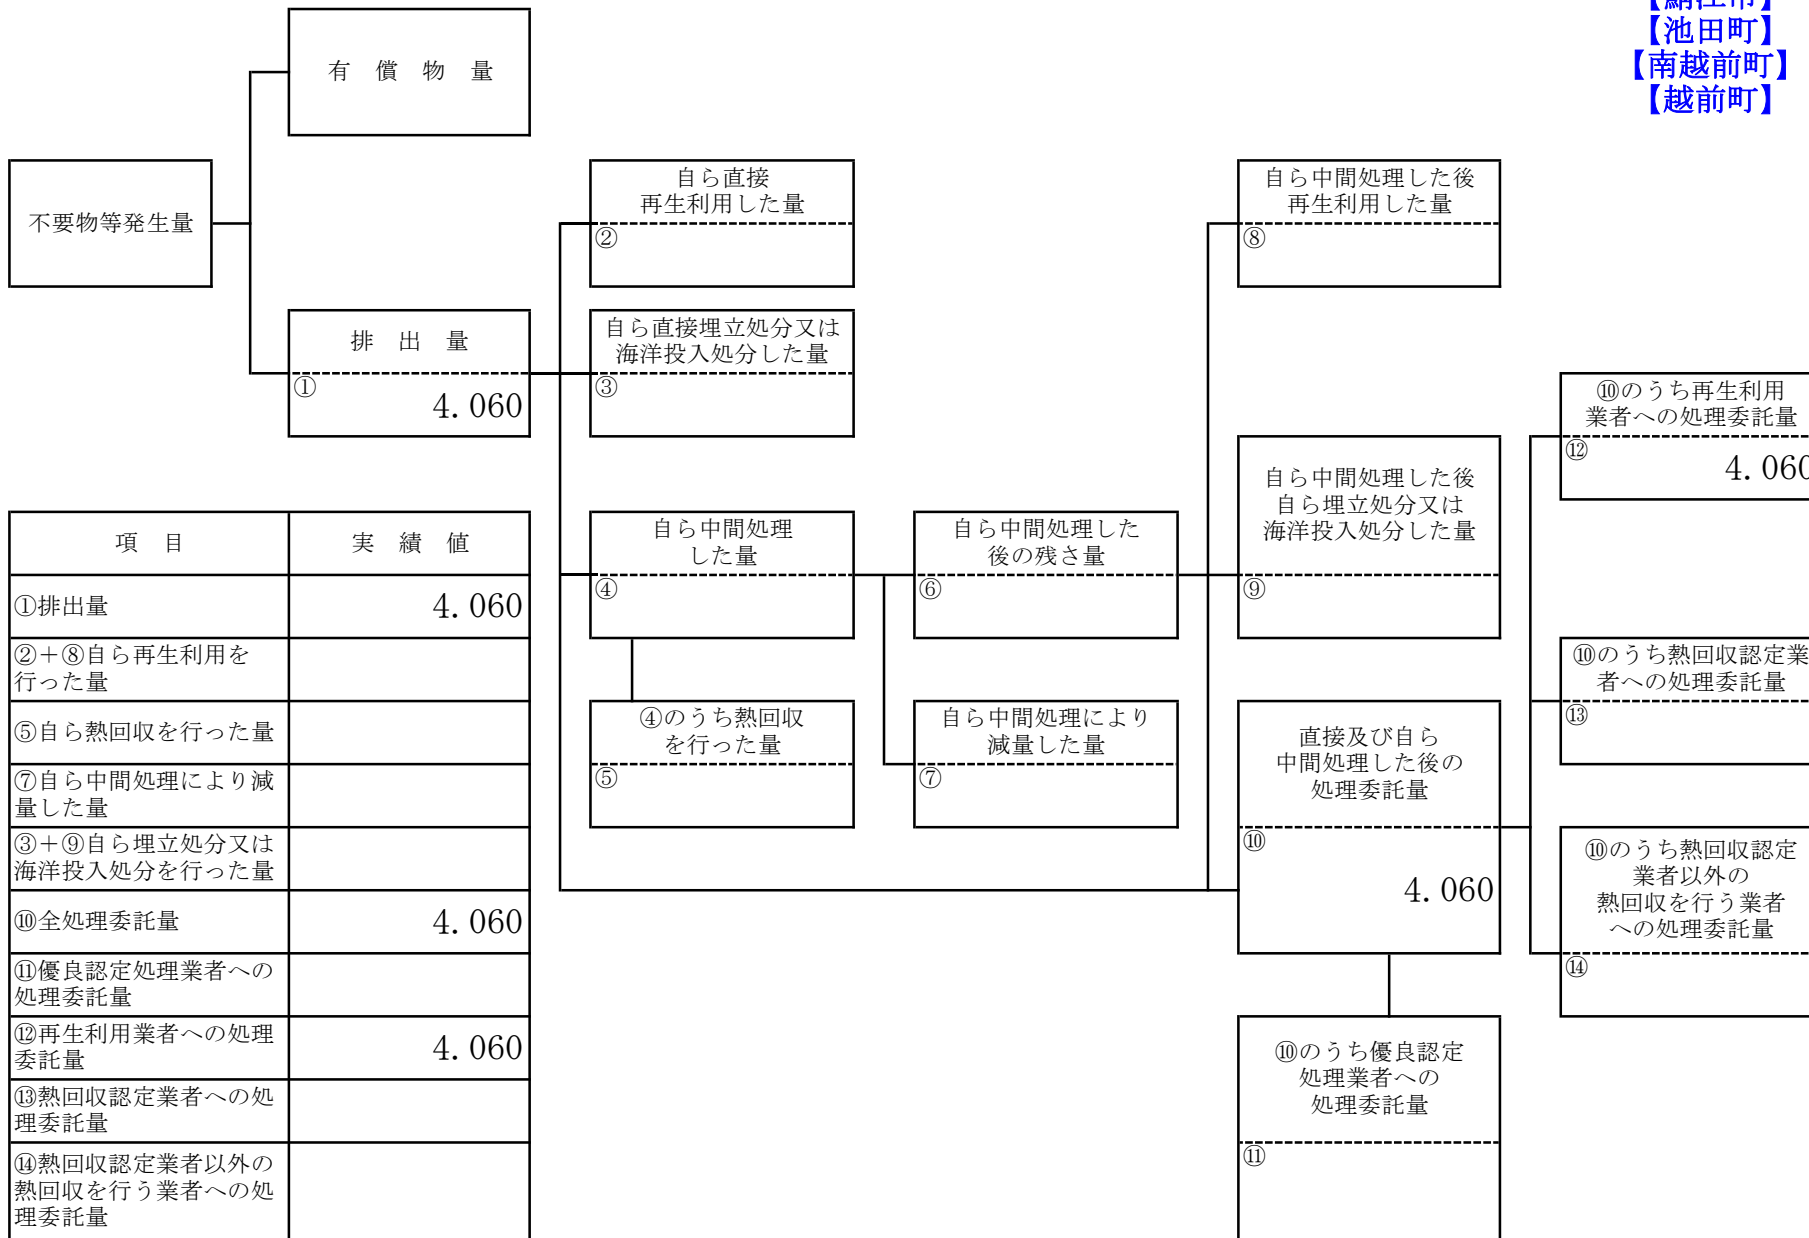 【鯖江市】
【池田町】
【南越前町】
【越前町】
有 償 物 量
不要物等発生量
自ら直接
再生利用した量
②
自ら中間処理した後
再生利用した量
⑧
排 出 量
①
4.060
自ら直接埋立処分又は
海洋投入処分した量
③
⑩のうち再生利用
業者への処理委託量
⑫
4.060
自ら中間処理した後
自ら埋立処分又は
海洋投入処分した量
⑨
自ら中間処理
した量
④
自ら中間処理した
後の残さ量
⑥
④のうち熱回収
を行った量
⑤
自ら中間処理により
減量した量
⑦
⑩のうち熱回収認定業
者への処理委託量
⑬
直接及び自ら
中間処理した後の
処理委託量
⑩
4.060
⑩のうち熱回収認定
業者以外の
熱回収を行う業者
への処理委託量
⑭
⑩のうち優良認定
処理業者への
処理委託量
⑪
項 目 実 績 値
①排出量 4.060
②＋⑧自ら再生利用を
行った量
⑤自ら熱回収を行った量
⑦自ら中間処理により減
量した量
③＋⑨自ら埋立処分又は
海洋投入処分を行った量
⑩全処理委託量 4.060
⑪優良認定処理業者への
処理委託量
⑫再生利用業者への処理
委託量 4.060
⑬熱回収認定業者への処
理委託量
⑭熱回収認定業者以外の
熱回収を行う業者への処
理委託量